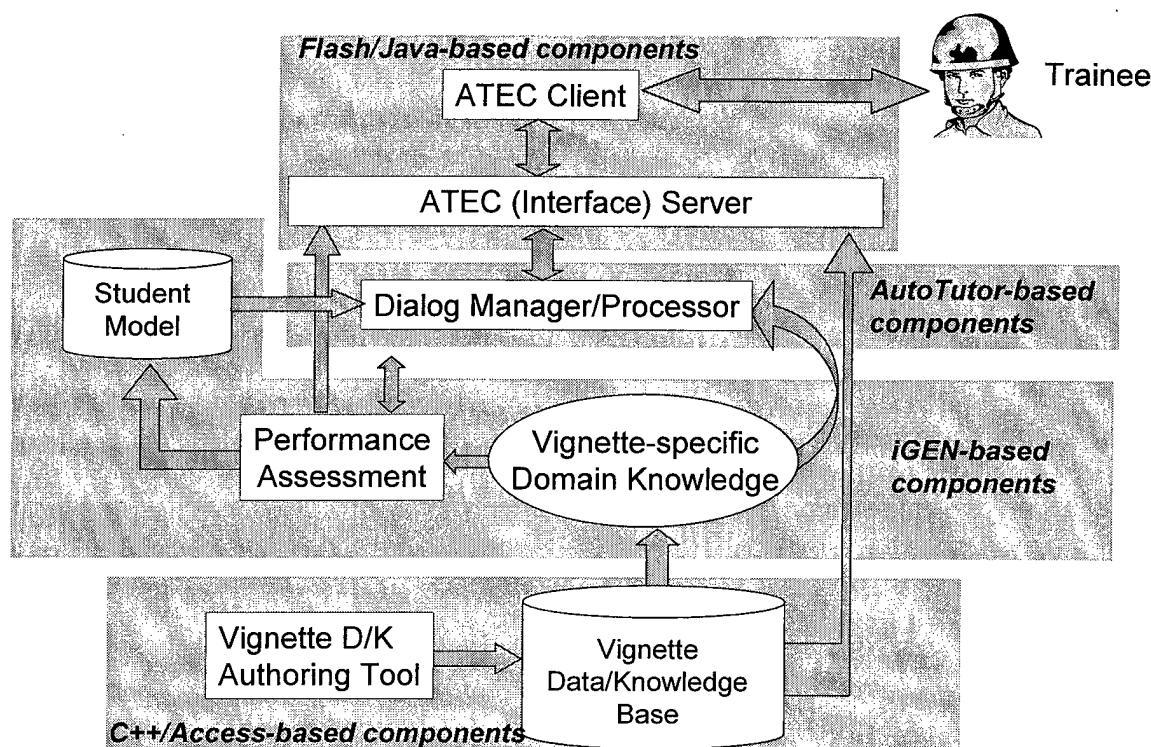 Flash/Java-based components
ATEC Client
Trainee
ATEC (Interface) Server
Student
Model
Dialog Manager/Processor
AutoTutor-based
components
Performance
Assessment
Vignette-specific
Domain Knowledge
iGEN-based
components
Vignette D/K
Authoring Tool
Vignette
Data/Knowledge
Base
C++/Access-based components